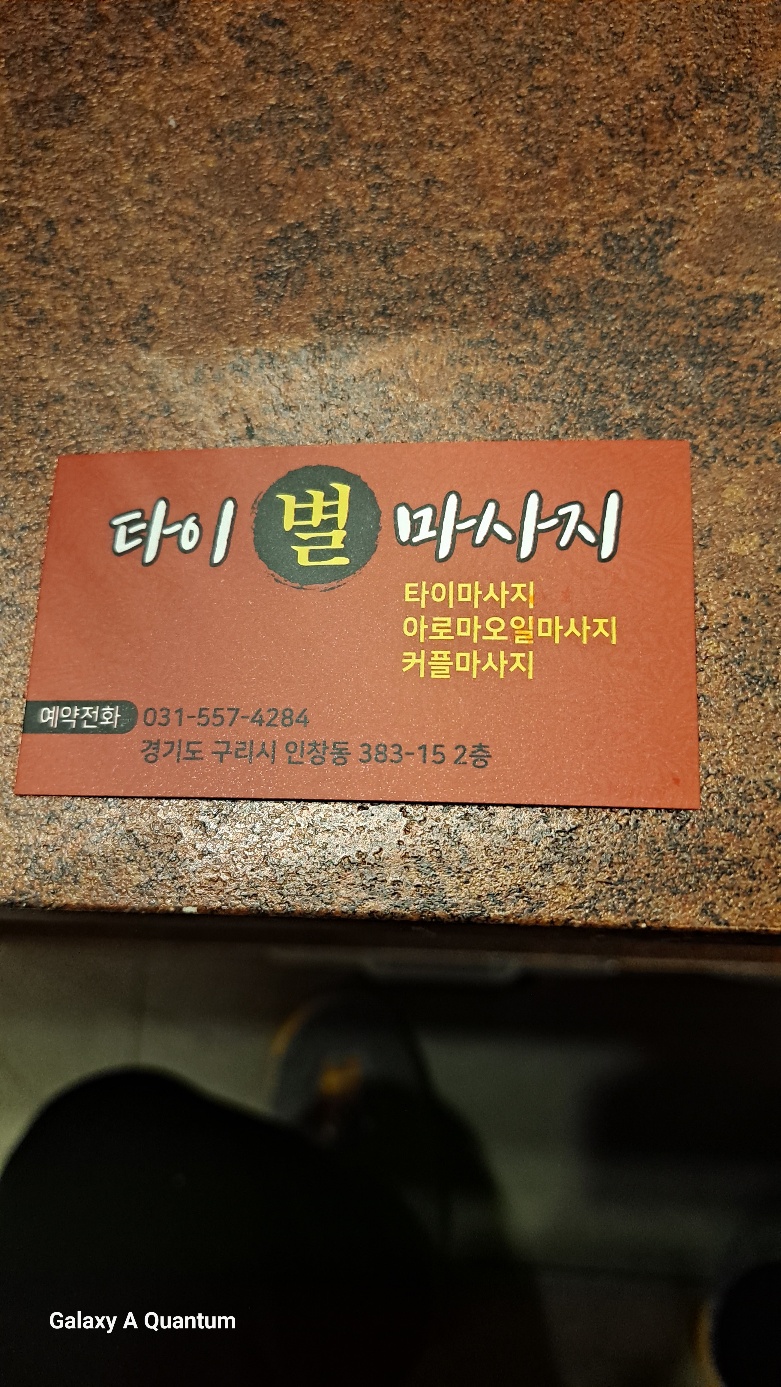 타이 별 마사지
타이마사지
아로마오일마사지
커플마사지
예약전화 031-557-4284
경기도 구리시 인창동 383-15 2층
Galaxy A Quantum